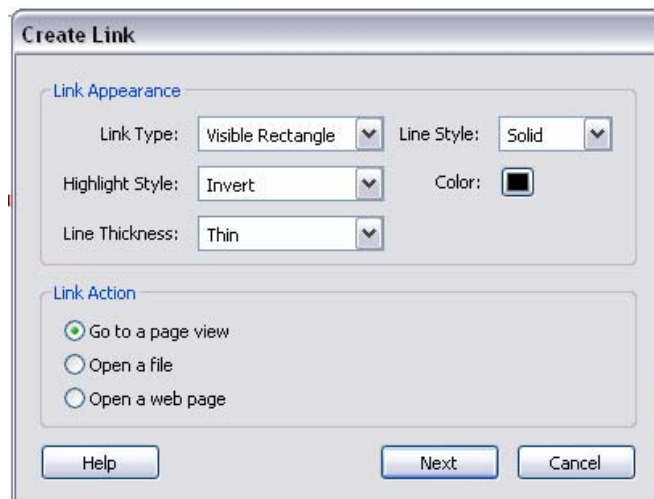 Create Link
Link Appearance
Link Type: Visible Rectangle Line Style: Solid
Highlight Style: Invert Color:
Line Thickness: Thin
Link Action
Go to a page view
Open a file
Open a web page
Help Next Cancel